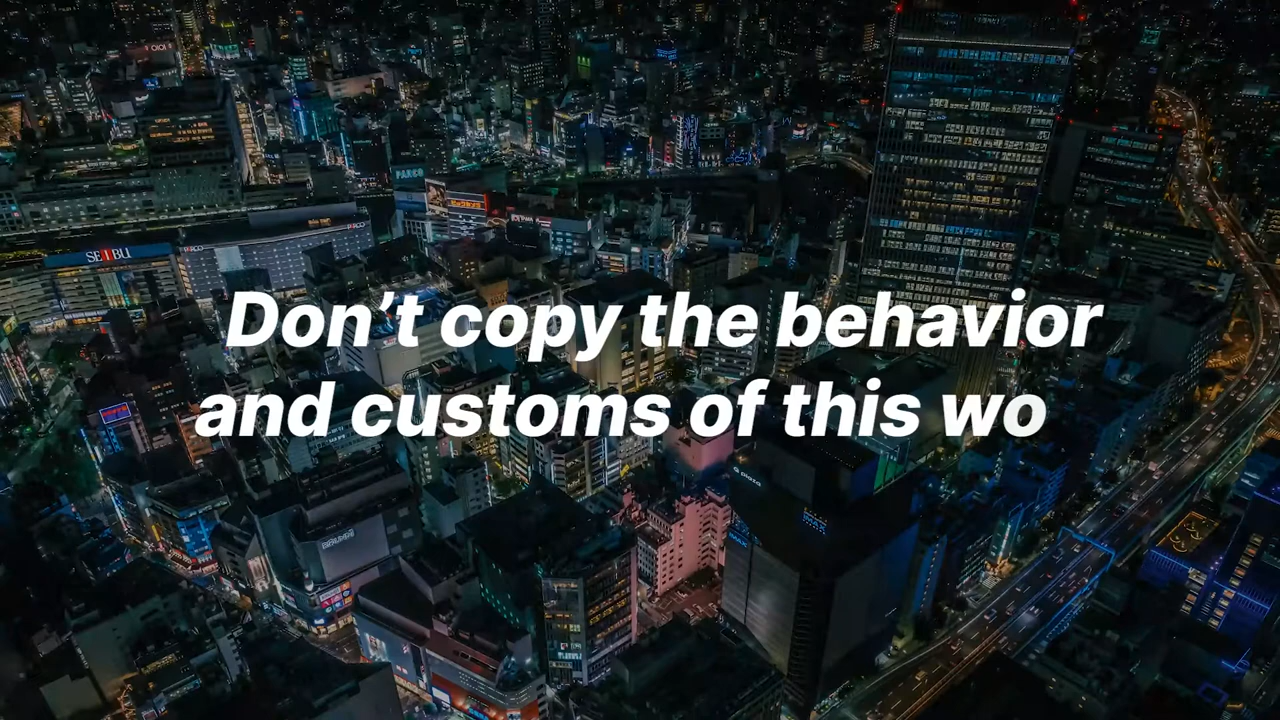 PARCO
SEIBU
Don’t copy the behavior
and customs of this wo